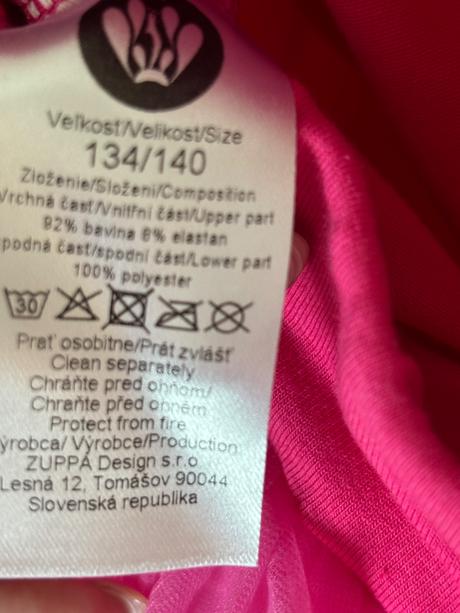 Veľkosť/Velikost/Size
134/140
Zloženie/Složení/Composition
Vrchná časť/Vnitřní část/Upper part
92% bavlna 8% elastan
podná časť/spodní část/Lower part
100% polyester
30
Prať osobitne/Prát zvlášť
Clean separately
Chráňte pred ohňom/
Chraňte před ohněm
Protect from fire
Výrobca/ Výrobce/Production
ZUPPA Design s.r.o
Lesná 12, Tomášov 90044
Slovenská republika